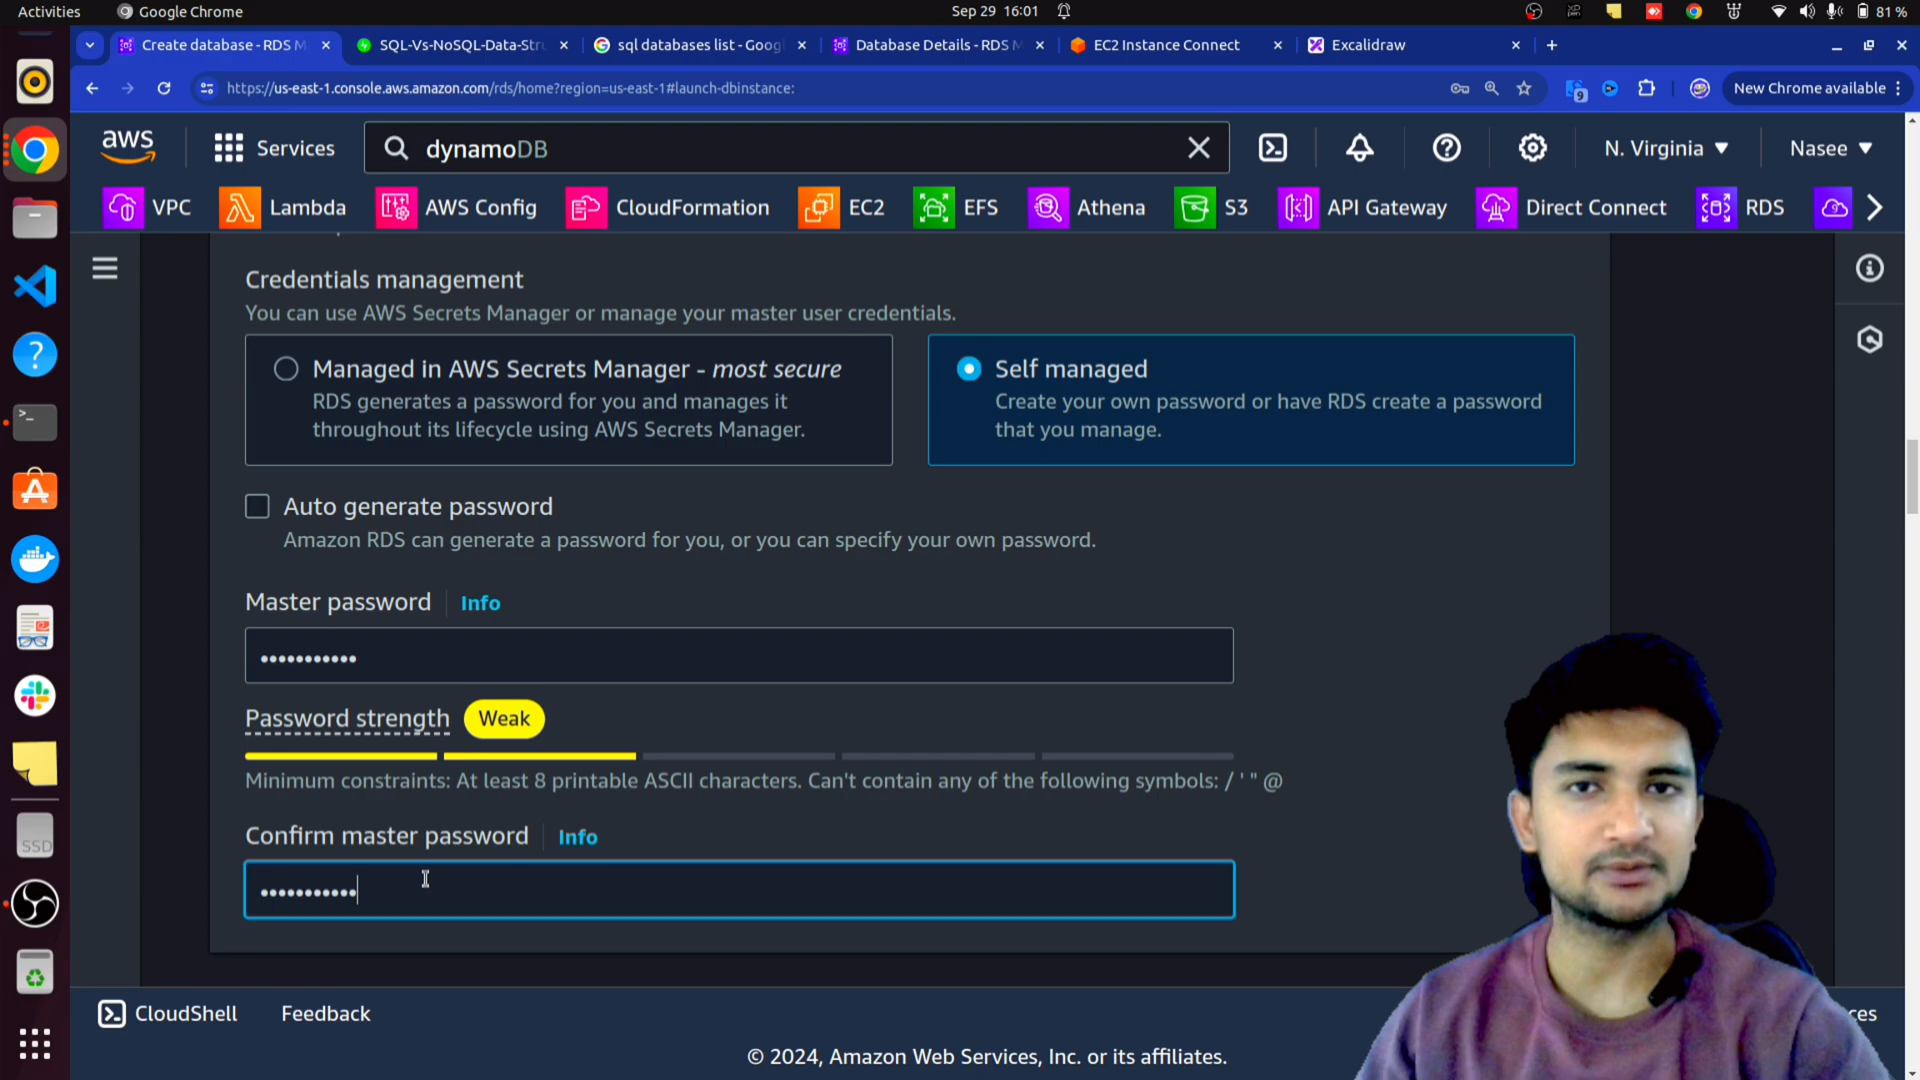 Activities
Google Chrome
Sep 29 16:01
81 %
Create database - RDS M
SQL-Vs-NoSQL-Data-Stru
sql databases list - Goog
Database Details - RDS M
EC2 Instance Connect
Excalidraw
https://us-east-1.console.aws.amazon.com/rds/home?region=us-east-1#launch-dbinstance:
9
New Chrome available
aws
Services
dynamoDB
N. Virginia
Nasee
VPC
Lambda
AWS Config
CloudFormation
EC2
EFS
Athena
S3
API Gateway
Direct Connect
RDS
Credentials management
You can use AWS Secrets Manager or manage your master user credentials.
Managed in AWS Secrets Manager - most secure
RDS generates a password for you and manages it
throughout its lifecycle using AWS Secrets Manager.
Self managed
Create your own password or have RDS create a password
that you manage.
Auto generate password
Amazon RDS can generate a password for you, or you can specify your own password.
Master password
Info
•••••••••••
Password strength
Weak
Minimum constraints: At least 8 printable ASCII characters. Can't contain any of the following symbols: / ' " @
Confirm master password
Info
•••••••••••
SSD
CloudShell
Feedback
ces
© 2024, Amazon Web Services, Inc. or its affiliates.